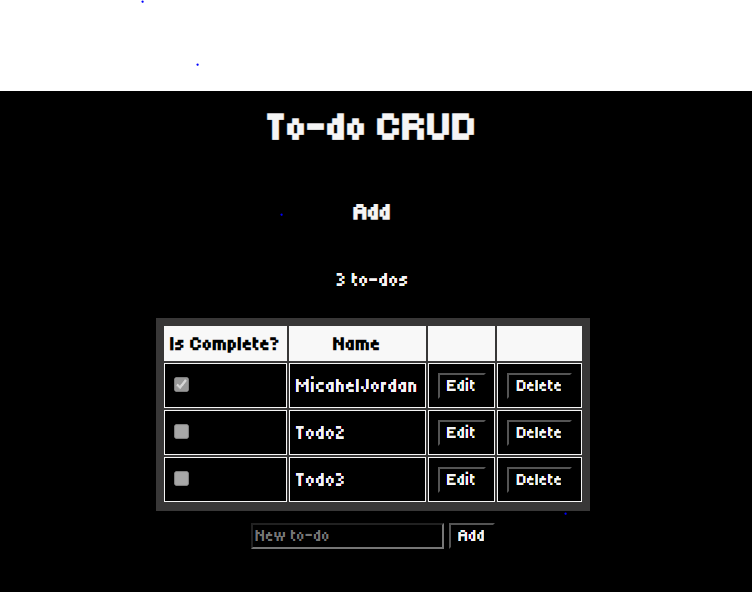 To-do CRUD
Add
3 to-dos
Is Complete? Name
MicahelJordan Edit Delete
Todo2 Edit Delete
Todo3 Edit Delete
New to-do Add